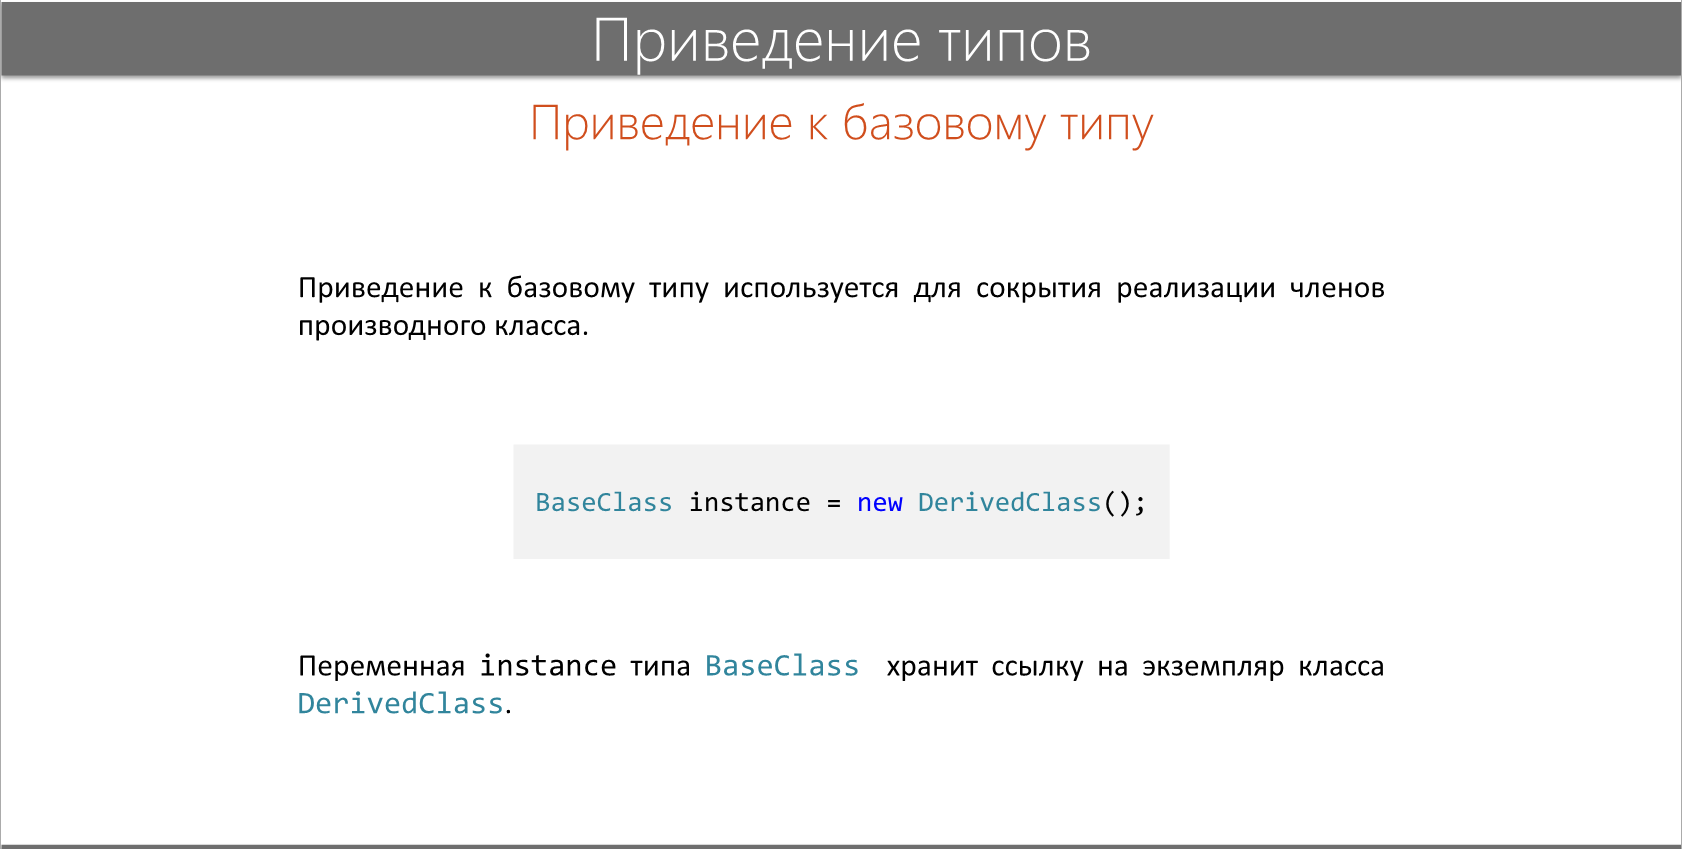 Приведение типов
Приведение к базовому типу
Приведение к базовому типу используется для сокрытия реализации членов
производного класса.
BaseClass instance = new DerivedClass();
Переменная instance типа BaseClass хранит ссылку на экземпляр класса
DerivedClass.